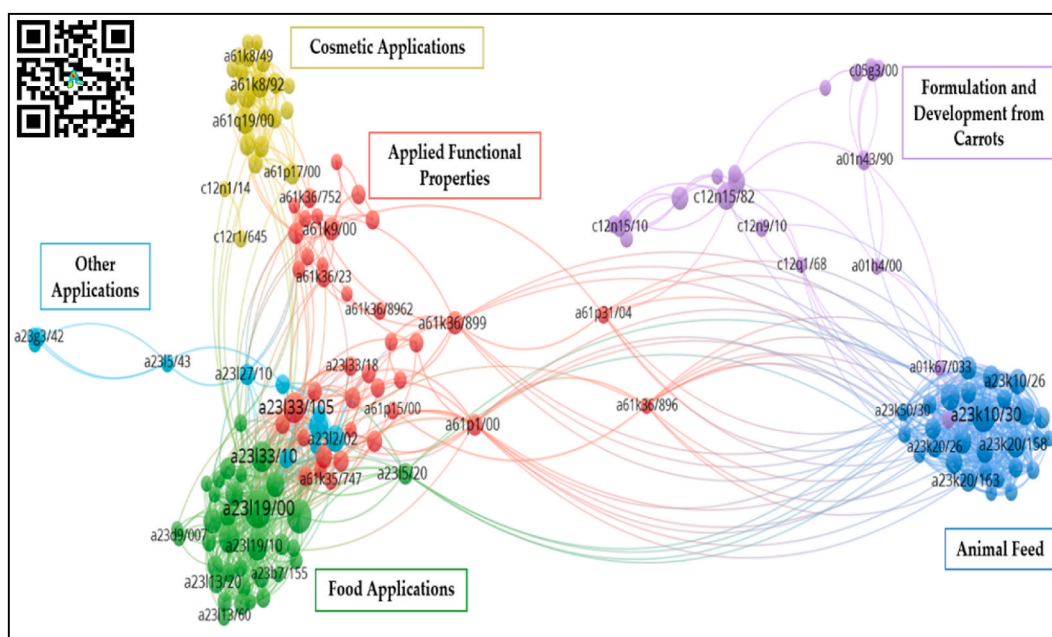 Cosmetic Applications
a61k8/49
a61k8/92
a61q19/00
a61p17/00
c12n1/14
c12r1/645
Applied Functional
Properties
a61k36/752
a61k9/00
a61k36/23
a61k36/8962
a61k36/899
a61p31/04
a61k36/896
a61p1/00
a61p15/00
a23l33/18
a23l33/105
a61k35/747
Formulation and
Development from
Carrots
c05g3/00
a01n43/90
c12n15/82
c12n15/10
c12n9/10
c12q1/68
a01h4/00
Other
Applications
a23g3/42
a23l5/43
a23l27/10
a23l2/02
a23l33/10
a23l5/20
a23l19/00
a23d9/007
a23l19/10
a23b7/155
a23l13/20
a23l13/60
Food Applications
a01k67/033
a23k10/26
a23k50/30
a23k10/30
a23k20/26
a23k20/158
a23k20/163
Animal Feed